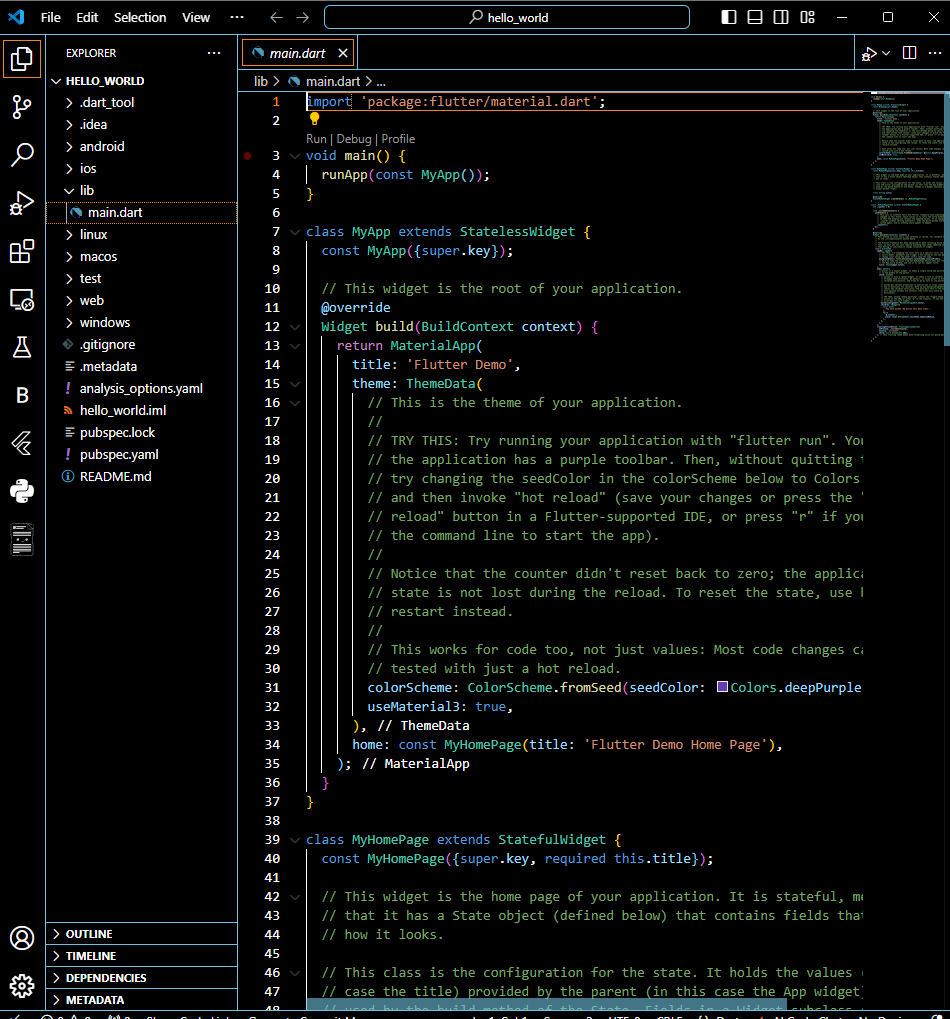 File Edit Selection View ··· hello_world
EXPLORER ···
HELLO_WORLD
.dart_tool
.idea
android
ios
lib
main.dart
linux
macos
test
web
windows
.gitignore
.metadata
analysis_options.yaml
hello_world.iml
pubspec.lock
pubspec.yaml
README.md
OUTLINE
TIMELINE
DEPENDENCIES
METADATA
main.dart
lib > main.dart > ...
1 import 'package:flutter/material.dart';
2
Run | Debug | Profile
3 void main() {
4 runApp(const MyApp());
5 }
6
7 class MyApp extends StatelessWidget {
8 const MyApp({super.key});
9
10 // This widget is the root of your application.
11 @override
12 Widget build(BuildContext context) {
13 return MaterialApp(
14 title: 'Flutter Demo',
15 theme: ThemeData(
16 // This is the theme of your application.
17 //
18 // TRY THIS: Try running your application with "flutter run". You
19 // the application has a purple toolbar. Then, without quitting
20 // try changing the seedColor in the colorScheme below to Colors
21 // and then invoke "hot reload" (save your changes or press the "
22 // reload" button in a Flutter-supported IDE, or press "r" if you
23 // the command line to start the app).
24 //
25 // Notice that the counter didn't reset back to zero; the applica
26 // state is not lost during the reload. To reset the state, use
27 // restart instead.
28 //
29 // This works for code too, not just values: Most code changes ca
30 // tested with just a hot reload.
31 colorScheme: ColorScheme.fromSeed(seedColor: Colors.deepPurple
32 useMaterial3: true,
33 ), // ThemeData
34 home: const MyHomePage(title: 'Flutter Demo Home Page'),
35 ); // MaterialApp
36 }
37 }
38
39 class MyHomePage extends StatefulWidget {
40 const MyHomePage({super.key, required this.title});
41
42 // This widget is the home page of your application. It is stateful, me
43 // that it has a State object (defined below) that contains fields that
44 // how it looks.
45
46 // This class is the configuration for the state. It holds the values
47 // case the title) provided by the parent (in this case the App widget)
48 // used by the build method of the State. Fields in a Widget subclass